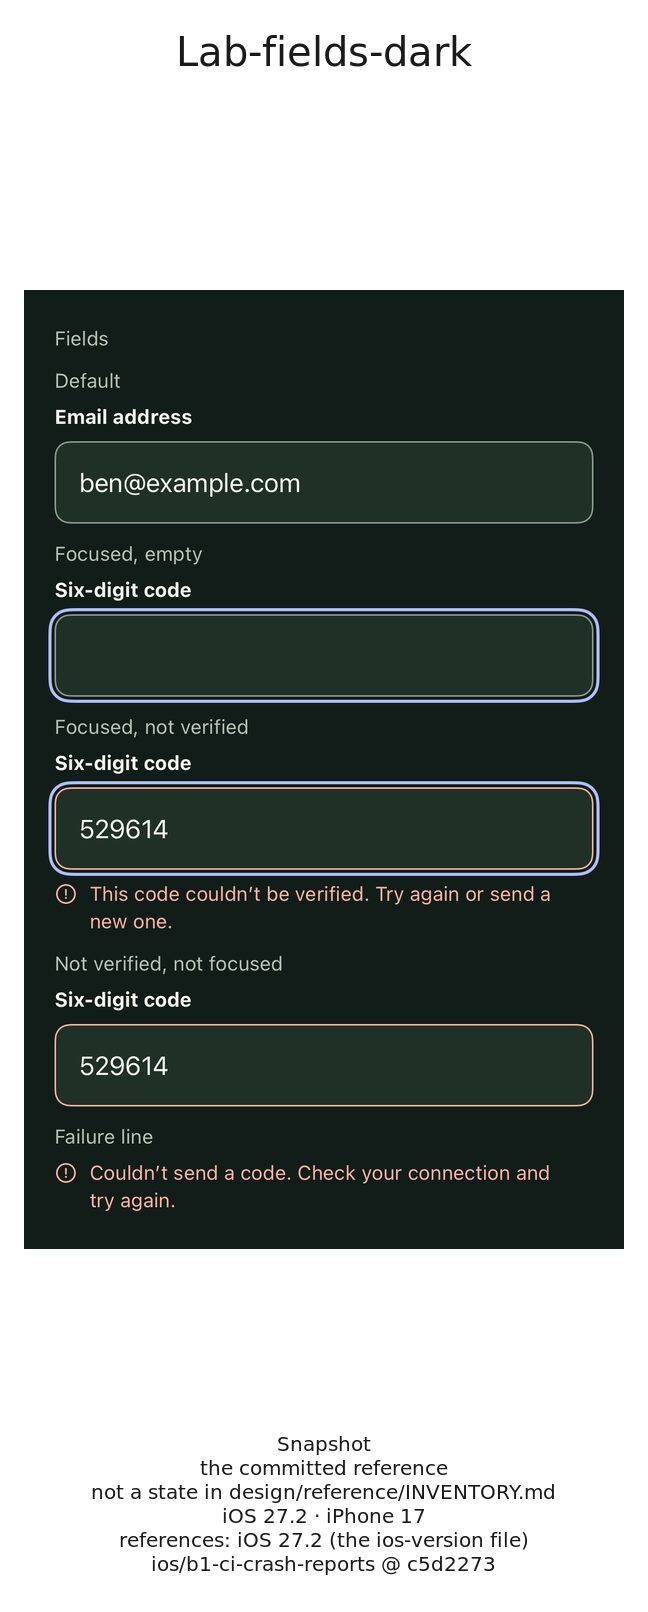 Lab-fields-dark
Fields
Default
Email address
ben@example.com
Focused, empty
Six-digit code
Focused, not verified
Six-digit code
529614
This code couldn’t be verified. Try again or send a
new one.
Not verified, not focused
Six-digit code
529614
Failure line
Couldn’t send a code. Check your connection and
try again.
Snapshot
the committed reference
not a state in design/reference/INVENTORY.md
iOS 27.2 · iPhone 17
references: iOS 27.2 (the ios-version file)
ios/b1-ci-crash-reports @ c5d2273